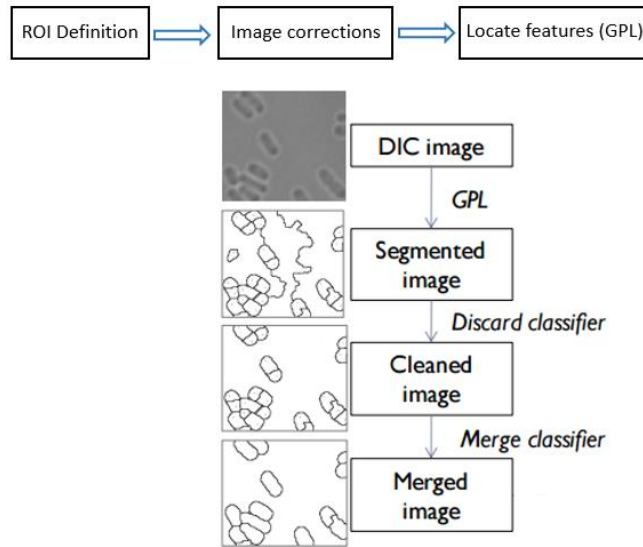 ROI Definition
Image corrections
Locate features (GPL)
DIC image
GPL
Segmented
image
Discard classifier
Cleaned
image
Merge classifier
Merged
image